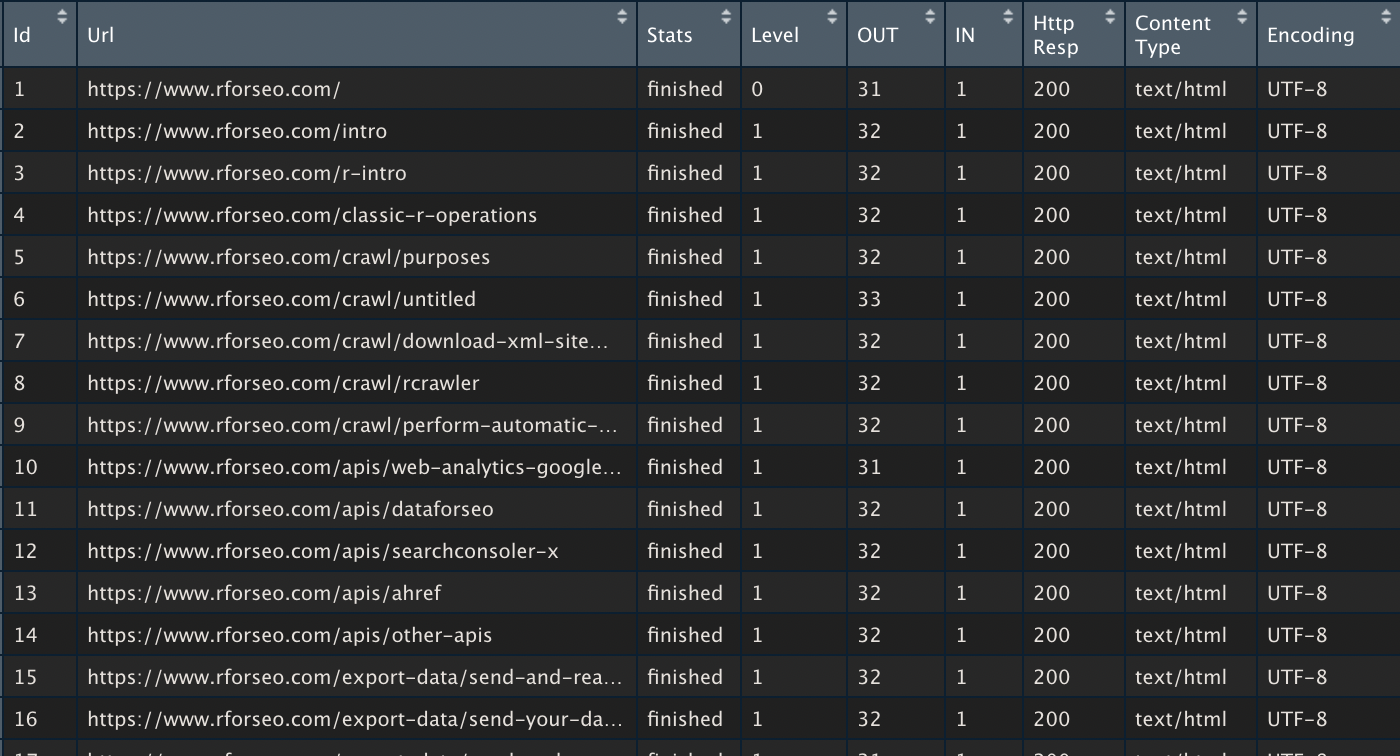 Id Url Stats Level OUT IN Http Resp Content Type Encoding
1 https://www.rforseo.com/ finished 0 31 1 200 text/html UTF-8
2 https://www.rforseo.com/intro finished 1 32 1 200 text/html UTF-8
3 https://www.rforseo.com/r-intro finished 1 32 1 200 text/html UTF-8
4 https://www.rforseo.com/classic-r-operations finished 1 32 1 200 text/html UTF-8
5 https://www.rforseo.com/crawl/purposes finished 1 32 1 200 text/html UTF-8
6 https://www.rforseo.com/crawl/untitled finished 1 33 1 200 text/html UTF-8
7 https://www.rforseo.com/crawl/download-xml-site... finished 1 32 1 200 text/html UTF-8
8 https://www.rforseo.com/crawl/rcrawler finished 1 32 1 200 text/html UTF-8
9 https://www.rforseo.com/crawl/perform-automatic-... finished 1 32 1 200 text/html UTF-8
10 https://www.rforseo.com/apis/web-analytics-google... finished 1 31 1 200 text/html UTF-8
11 https://www.rforseo.com/apis/dataforseo finished 1 32 1 200 text/html UTF-8
12 https://www.rforseo.com/apis/searchconsoler-x finished 1 32 1 200 text/html UTF-8
13 https://www.rforseo.com/apis/ahref finished 1 32 1 200 text/html UTF-8
14 https://www.rforseo.com/apis/other-apis finished 1 32 1 200 text/html UTF-8
15 https://www.rforseo.com/export-data/send-and-rea... finished 1 32 1 200 text/html UTF-8
16 https://www.rforseo.com/export-data/send-your-da... finished 1 32 1 200 text/html UTF-8